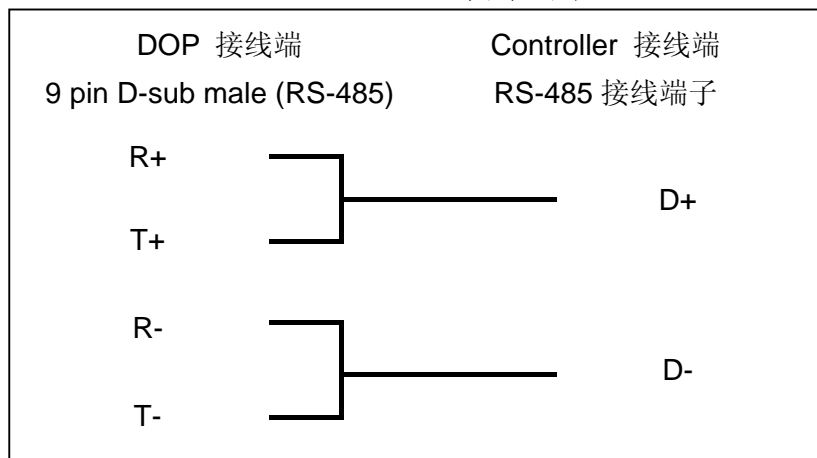 DOP 接线端 Controller 接线端
9 pin D-sub male (RS-485) RS-485 接线端子
R+
D+
T+
R-
D-
T-